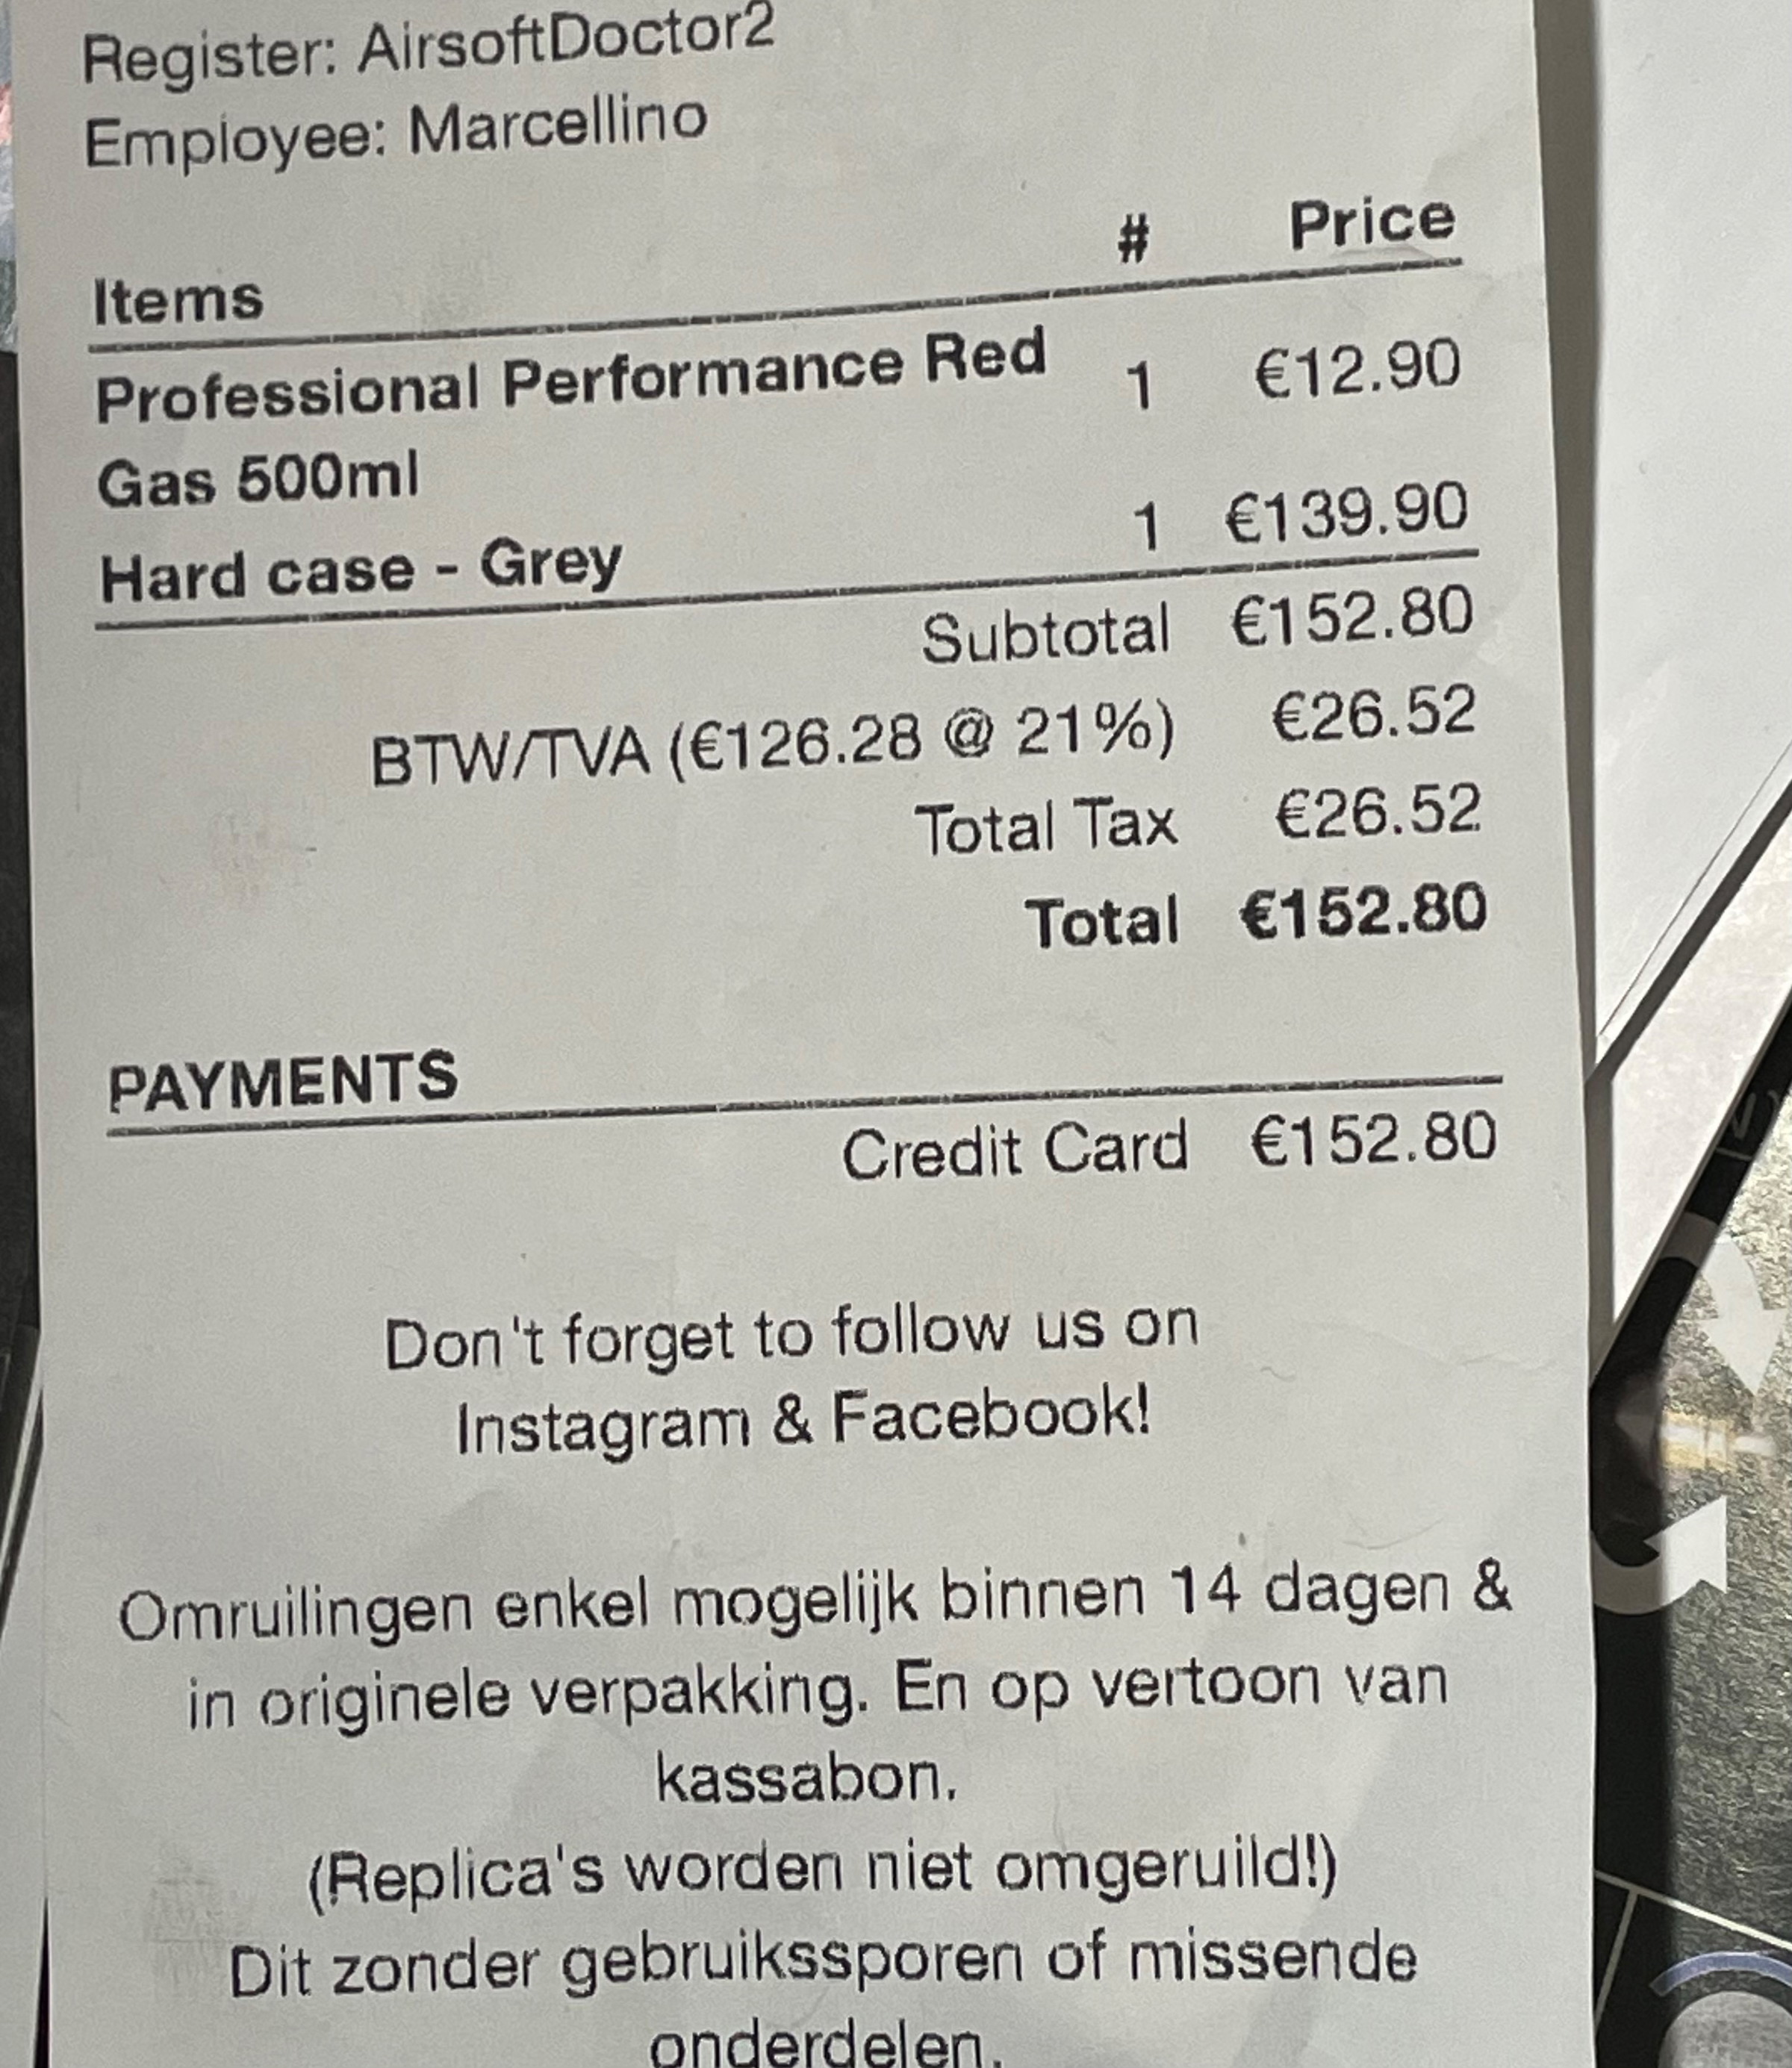 Register: AirsoftDoctor2
Employee: Marcellino
Items # Price
Professional Performance Red 1 €12.90
Gas 500ml
Hard case - Grey 1 €139.90
Subtotal €152.80
BTW/TVA (€126.28 @ 21%) €26.52
Total Tax €26.52
Total €152.80
PAYMENTS
Credit Card €152.80
Don't forget to follow us on
Instagram & Facebook!
Omruilingen enkel mogelijk binnen 14 dagen &
in originele verpakking. En op vertoon van
kassabon.
(Replica's worden niet omgeruild!)
Dit zonder gebruikssporen of missende
onderdelen.